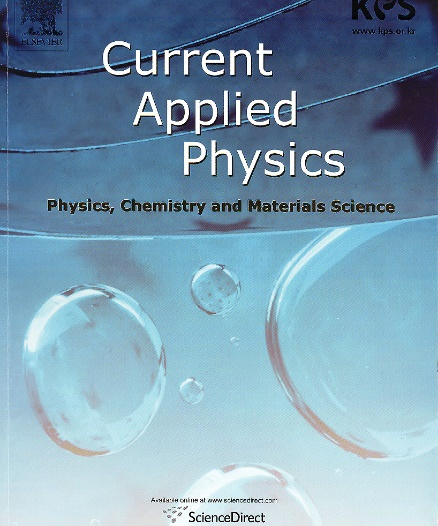 ELSEVIER
KPS
www.kps.or.kr
Current
Applied
Physics
Physics, Chemistry and Materials Science
Available online at www.sciencedirect.com
ScienceDirect